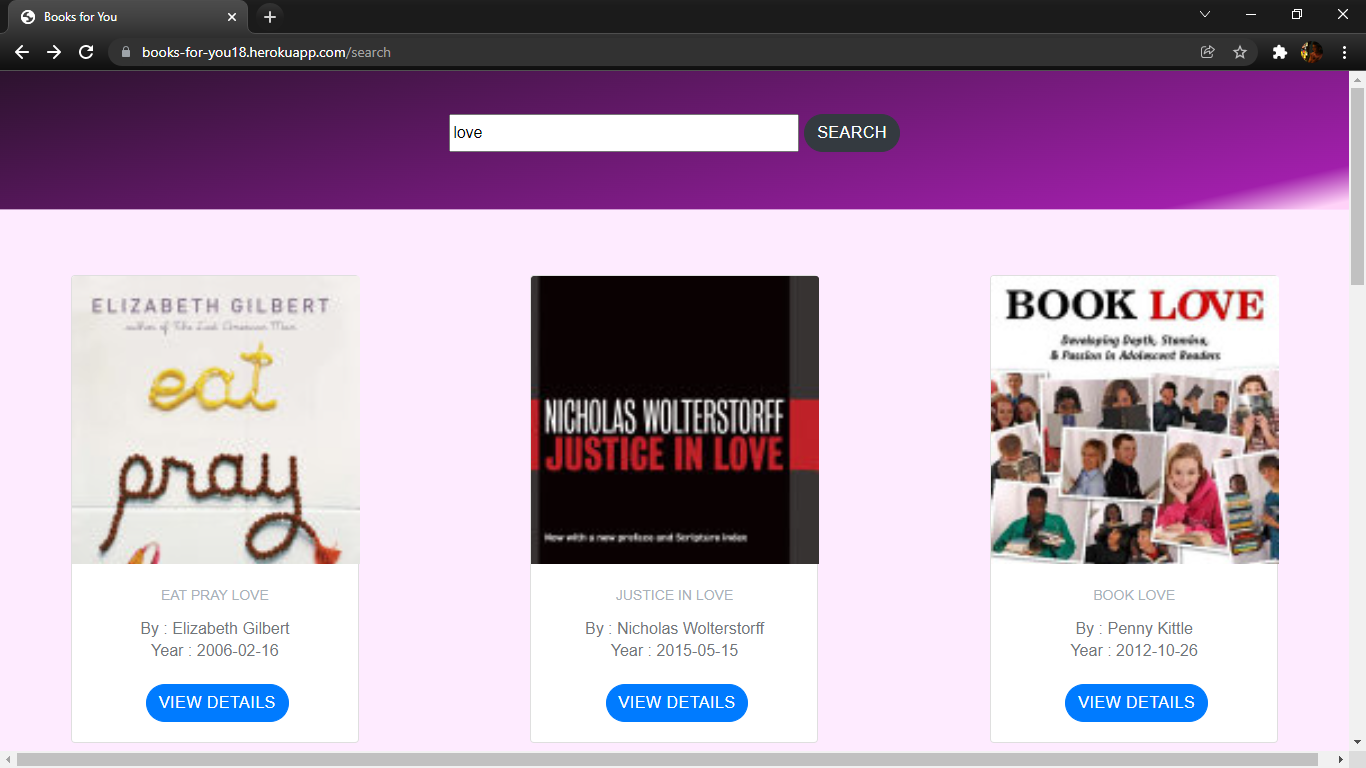 Books for You
books-for-you18.herokuapp.com/search
love
SEARCH
ELIZABETH GILBERT
author of The Last American Man
eat
pray
NICHOLAS WOLTERSTORFF
JUSTICE IN LOVE
New with a new preface and Scripture index
BOOK LOVE
Developing Depth, Stamina,
& Passion in Adolescent Readers
EAT PRAY LOVE
By : Elizabeth Gilbert
Year : 2006-02-16
VIEW DETAILS
JUSTICE IN LOVE
By : Nicholas Wolterstorff
Year : 2015-05-15
VIEW DETAILS
BOOK LOVE
By : Penny Kittle
Year : 2012-10-26
VIEW DETAILS